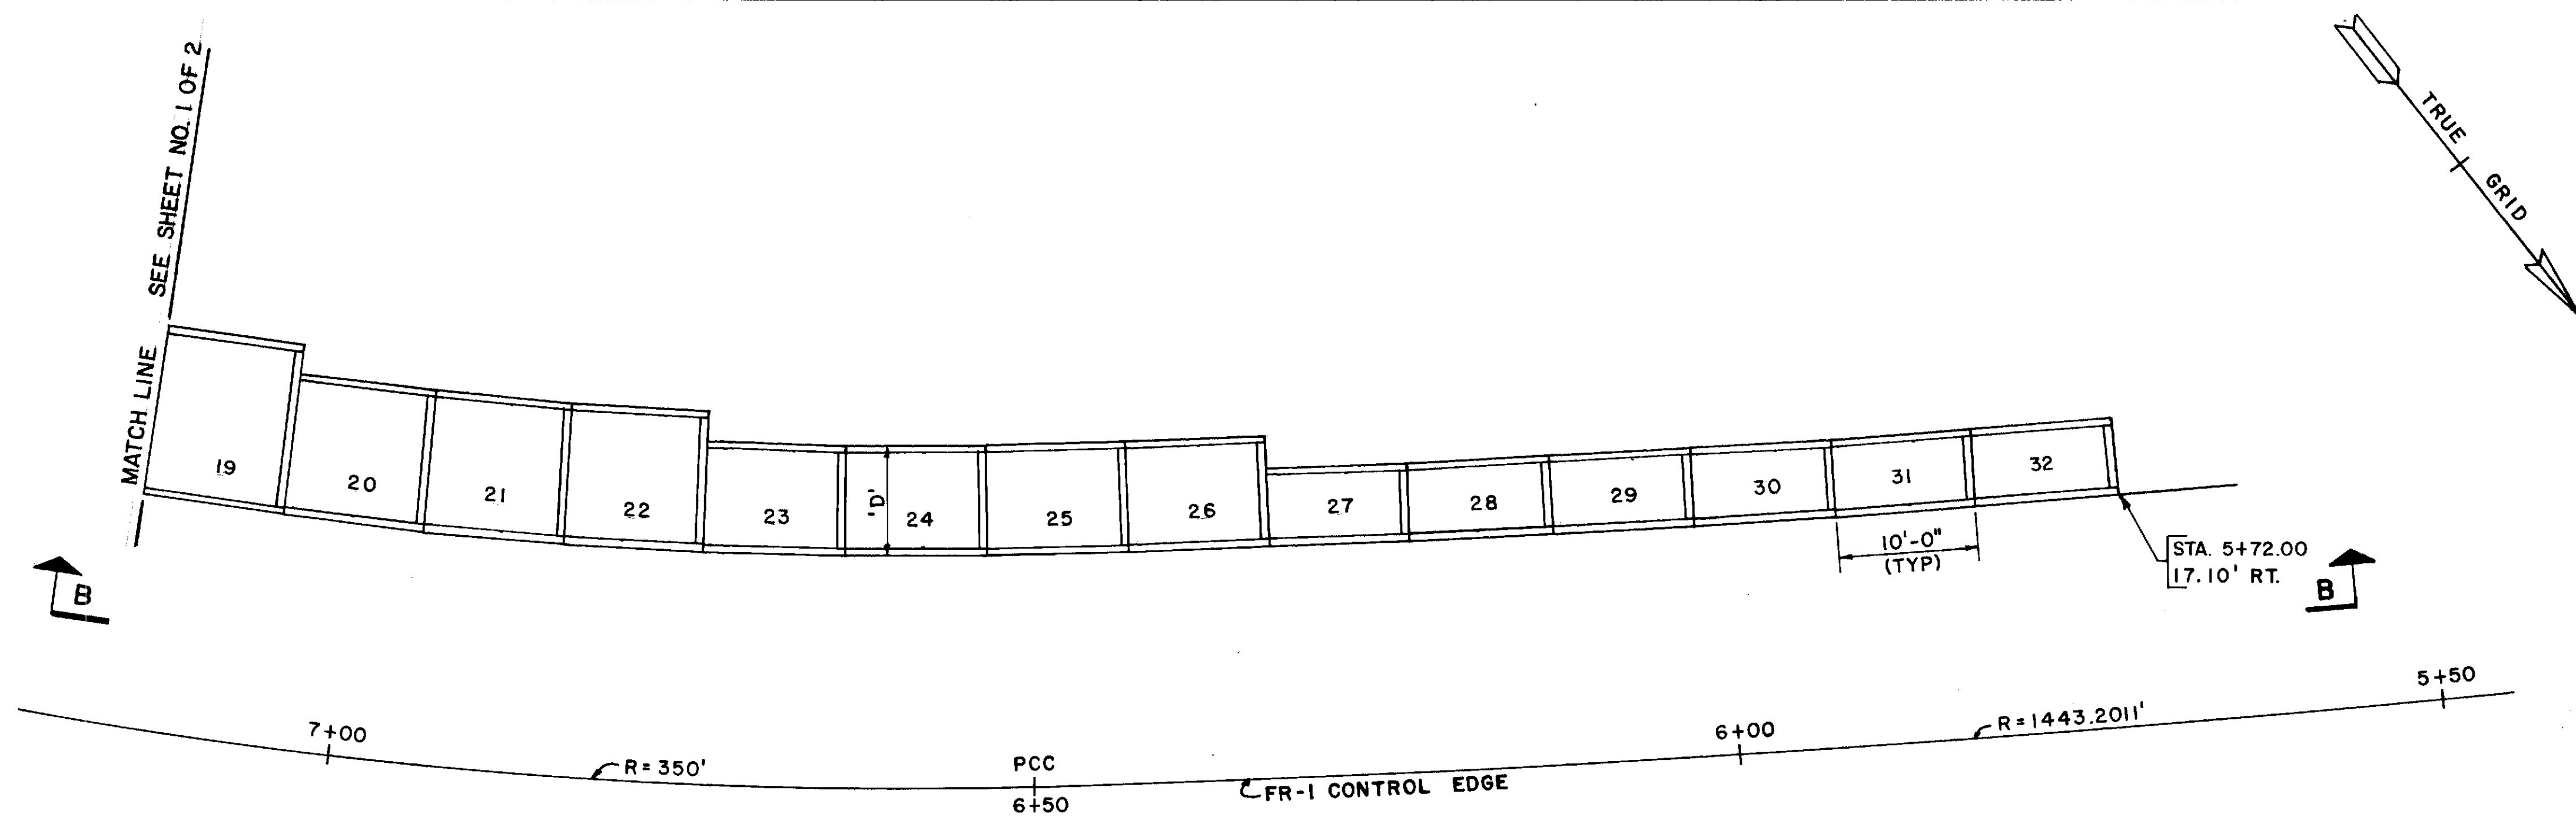 SEE SHEET NO. 1 OF 2
MATCH LINE
TRUE
GRID
19
20
21
22
23
'D'
24
25
26
27
28
29
30
31
32
10'-0"
(TYP)
STA. 5+72.00
17.10' RT.
B
B
7+00
R=350'
PCC
6+50
FR-1 CONTROL EDGE
6+00
R=1443.2011'
5+50